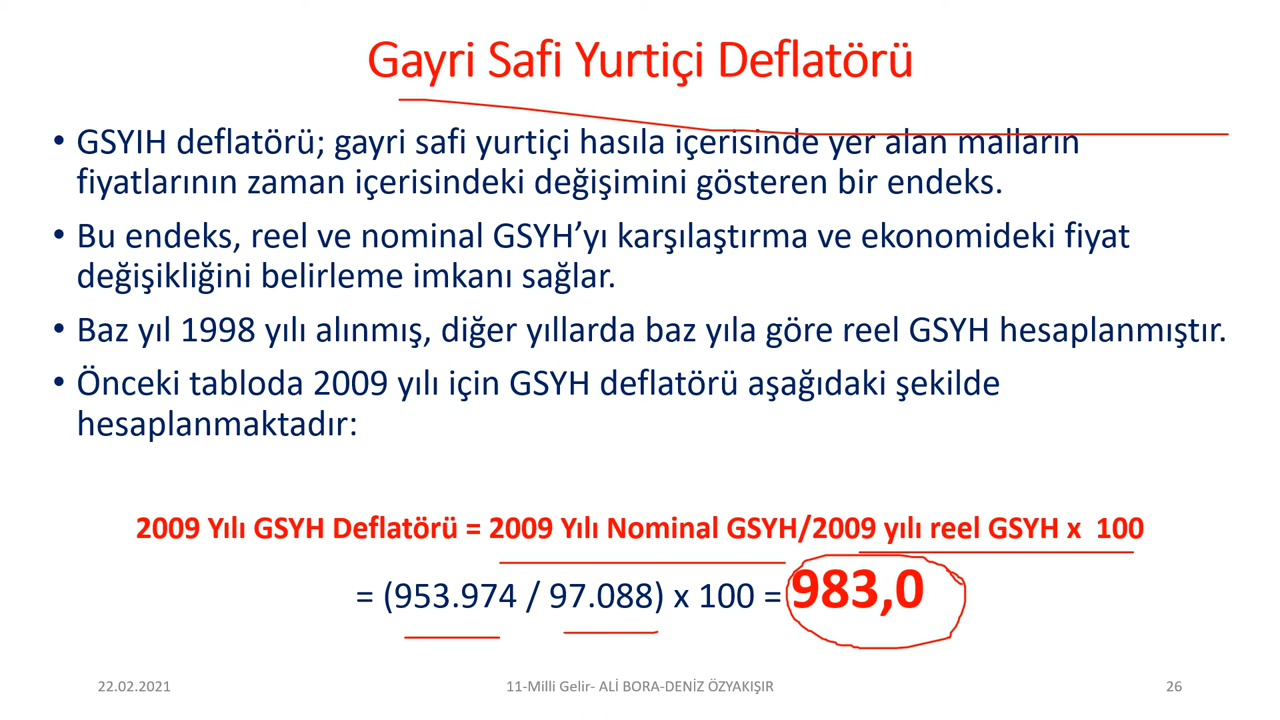 Gayri Safi Yurtiçi Deflatörü
• GSYIH deflatörü; gayri safi yurtiçi hasıla içerisinde yer alan malların
fiyatlarının zaman içerisindeki değişimini gösteren bir endeks.
• Bu endeks, reel ve nominal GSYH’yı karşılaştırma ve ekonomideki fiyat
değişikliğini belirleme imkanı sağlar.
• Baz yıl 1998 yılı alınmış, diğer yıllarda baz yıla göre reel GSYH hesaplanmıştır.
• Önceki tabloda 2009 yılı için GSYH deflatörü aşağıdaki şekilde
hesaplanmaktadır:
2009 Yılı GSYH Deflatörü = 2009 Yılı Nominal GSYH/2009 yılı reel GSYH x 100
= (953.974 / 97.088) x 100 = 983,0
22.02.2021 11-Milli Gelir- ALİ BORA-DENİZ ÖZYAKIŞIR 26